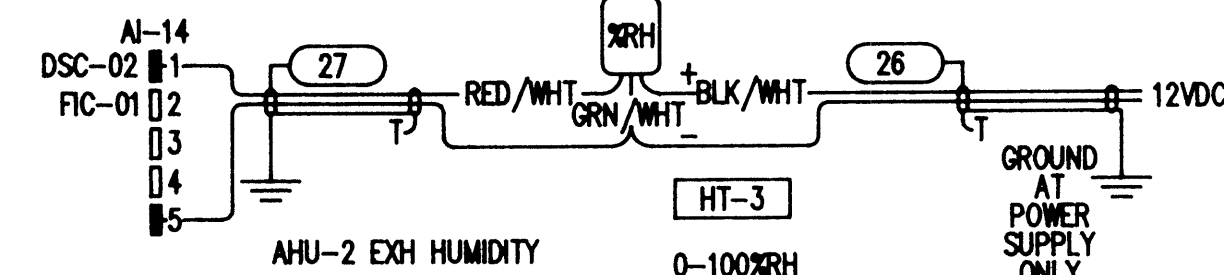 AI-14
DSC-02 1
FIC-01 2
3
4
5
27
T
RED/WHT
%RH
GRN/WHT
+
BLK/WHT
-
26
T
12VDC
GROUND
AT
POWER
SUPPLY
ONLY
HT-3
AHU-2 EXH HUMIDITY
0-100%RH